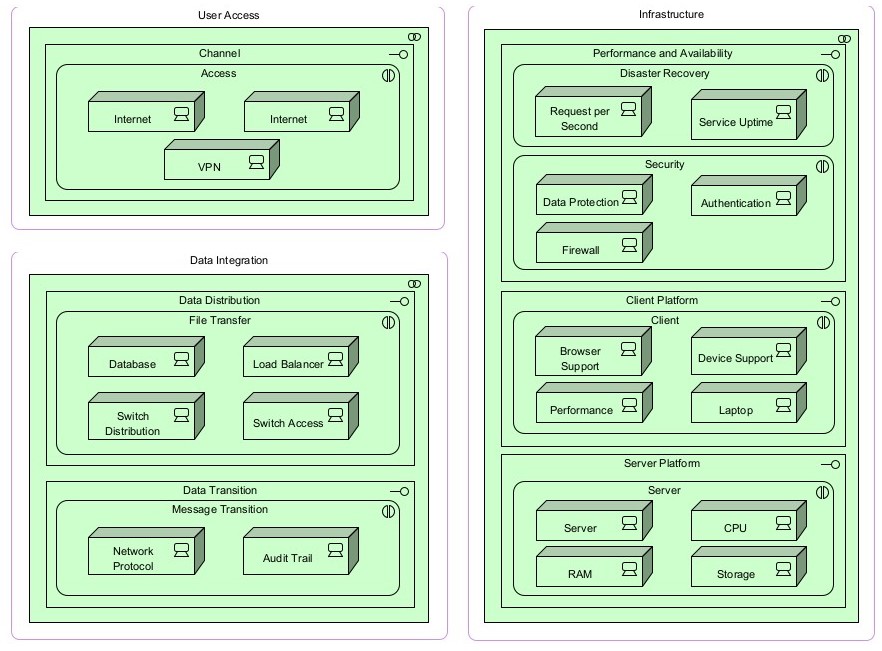 User Access
Channel
Access
Internet
Internet
VPN
Data Integration
Data Distribution
File Transfer
Database
Load Balancer
Switch
Distribution
Switch Access
Data Transition
Message Transition
Network
Protocol
Audit Trail
Infrastructure
Performance and Availability
Disaster Recovery
Request per
Second
Service Uptime
Security
Data Protection
Authentication
Firewall
Client Platform
Client
Browser
Support
Device Support
Performance
Laptop
Server Platform
Server
Server
CPU
RAM
Storage